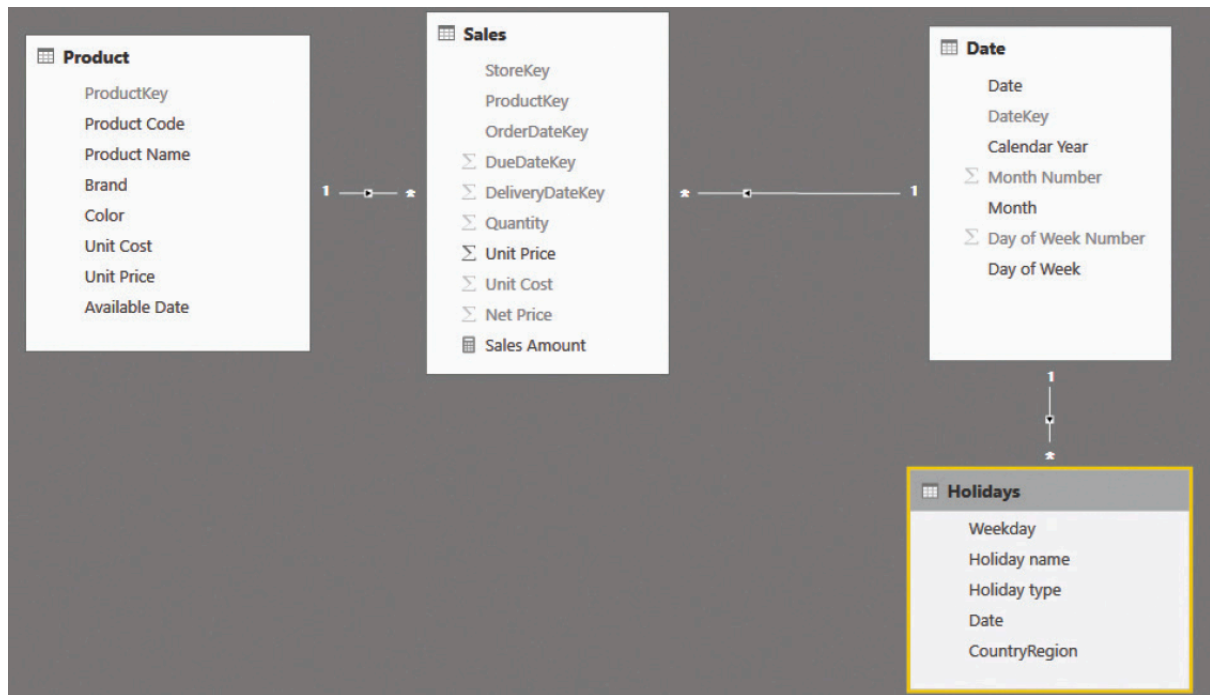 Product
ProductKey
Product Code
Product Name
Brand
Color
Unit Cost
Unit Price
Available Date
1
*
Sales
StoreKey
ProductKey
OrderDateKey
∑ DueDateKey
∑ DeliveryDateKey
∑ Quantity
∑ Unit Price
∑ Unit Cost
∑ Net Price
Sales Amount
*
1
Date
Date
DateKey
Calendar Year
∑ Month Number
Month
∑ Day of Week Number
Day of Week
1
*
Holidays
Weekday
Holiday name
Holiday type
Date
CountryRegion